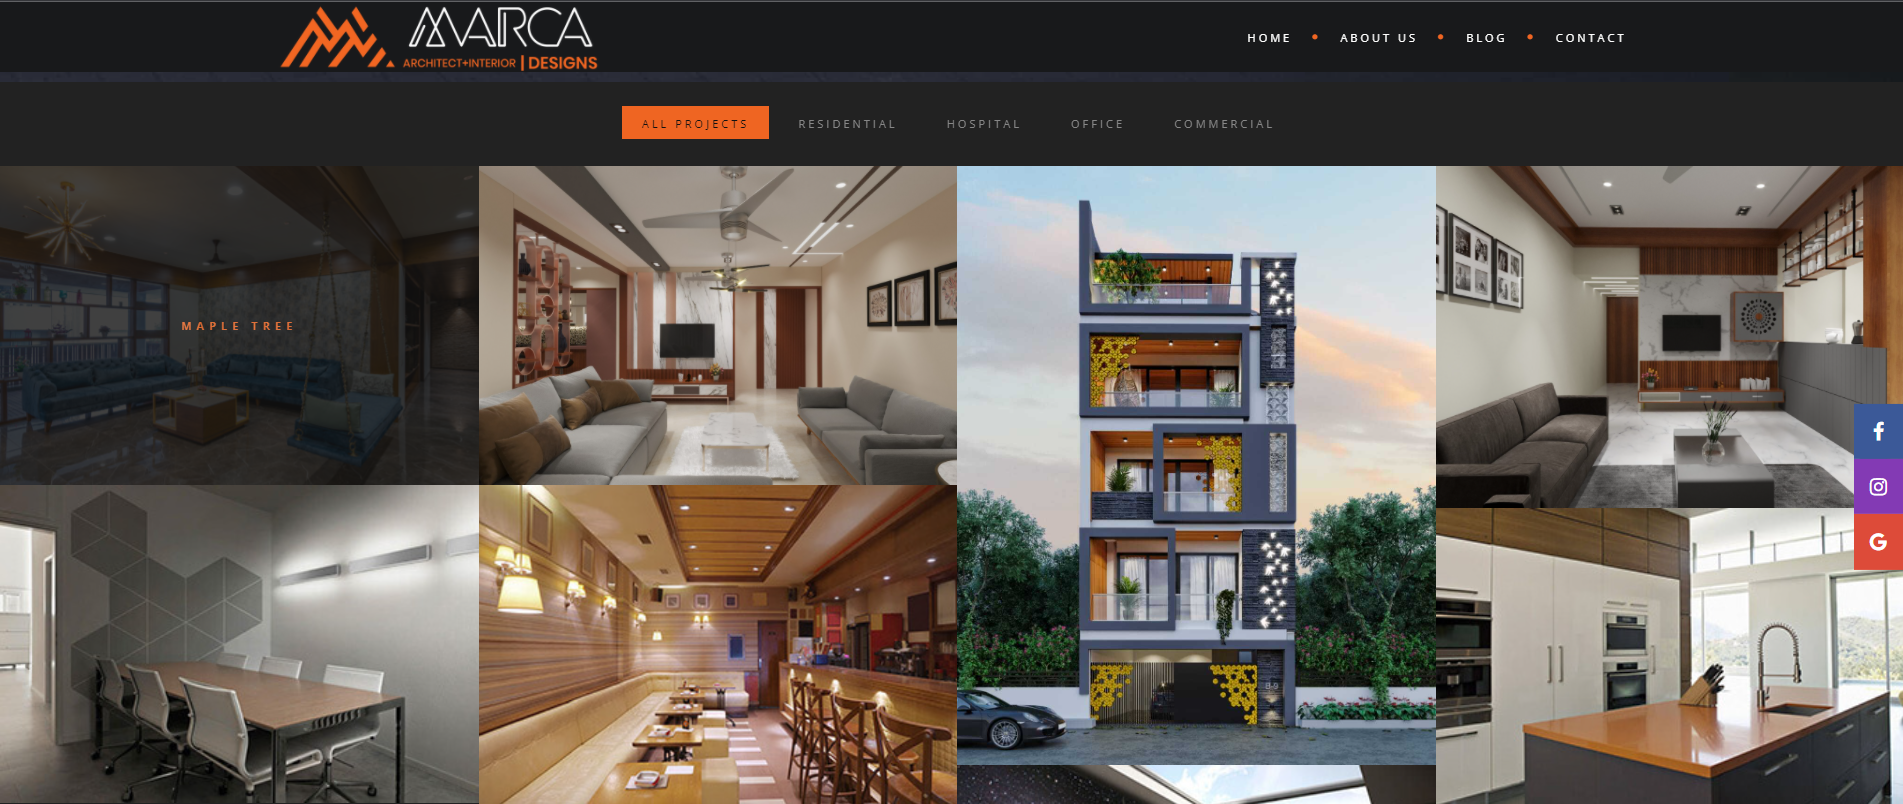 MARCA
ARCHITECT+INTERIOR | DESIGNS
HOME • ABOUT US • BLOG • CONTACT
ALL PROJECTS RESIDENTIAL HOSPITAL OFFICE COMMERCIAL
MAPLE TREE